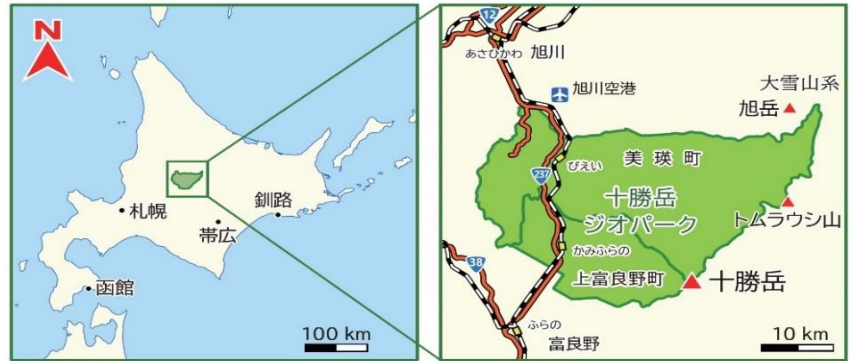 N
札幌
帯広
釧路
函館
100 km
12
あさひかわ 旭川
旭川空港
大雪山系
旭岳
美瑛町
びえい
237
十勝岳
ジオパーク
トムラウシ山
かみふらの
38
上富良野町
十勝岳
ふらの
富良野
10 km